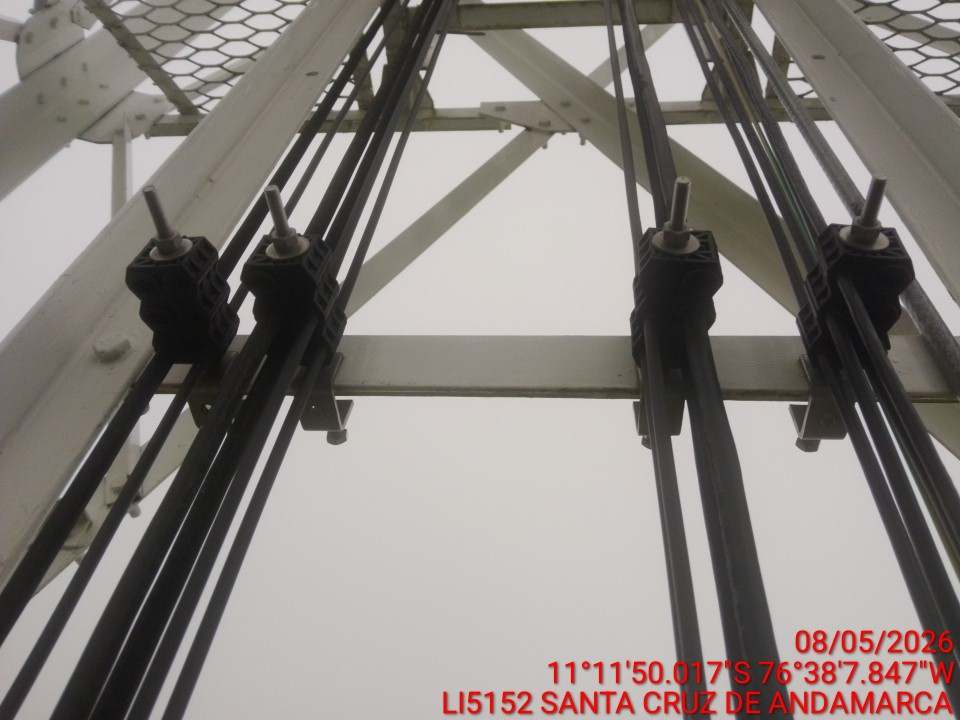 08/05/2026
11°11'50.017"S 76°38'7.847"W
LI5152 SANTA CRUZ DE ANDAMARCA